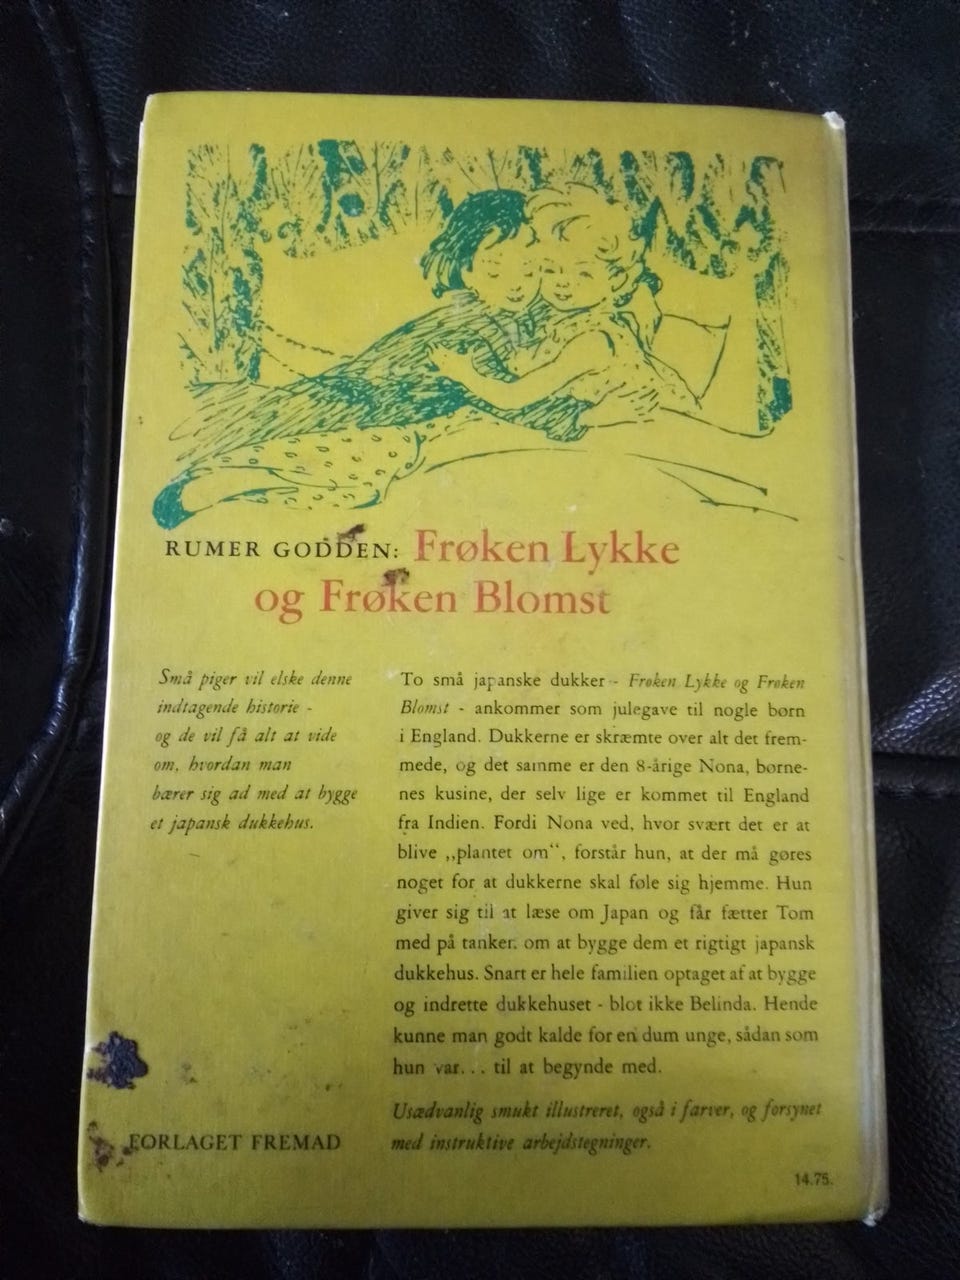 RUMER GODDEN: Frøken Lykke
og Frøken Blomst
Små piger vil elske denne
indtagende historie -
og de vil få alt at vide
om, hvordan man
bærer sig ad med at bygge
et japansk dukkehus.
To små japanske dukker - Frøken Lykke og Frøken
Blomst - ankommer som julegave til nogle børn
i England. Dukkerne er skræmte over alt det frem-
mede, og det samme er den 8-årige Nona, børne-
nes kusine, der selv lige er kommet til England
fra Indien. Fordi Nona ved, hvor svært det er at
blive „plantet om“, forstår hun, at der må gøres
noget for at dukkerne skal føle sig hjemme. Hun
giver sig til at læse om Japan og får fætter Tom
med på tanken om at bygge dem et rigtigt japansk
dukkehus. Snart er hele familien optaget af at bygge
og indrette dukkehuset - blot ikke Belinda. Hende
kunne man godt kalde for en dum unge, sådan som
hun var... til at begynde med.
Usædvanlig smukt illustreret, også i farver, og forsynet
med instruktive arbejdstegninger.
FORLAGET FREMAD
14.75.